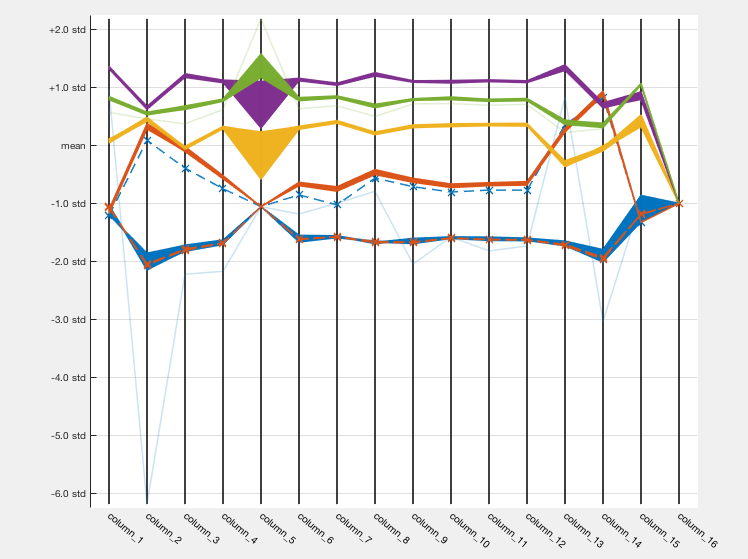 +2.0 std
+1.0 std
mean
-1.0 std
-2.0 std
-3.0 std
-4.0 std
-5.0 std
-6.0 std
column_1
column_2
column_3
column_4
column_5
column_6
column_7
column_8
column_9
column_10
column_11
column_12
column_13
column_14
column_15
column_16